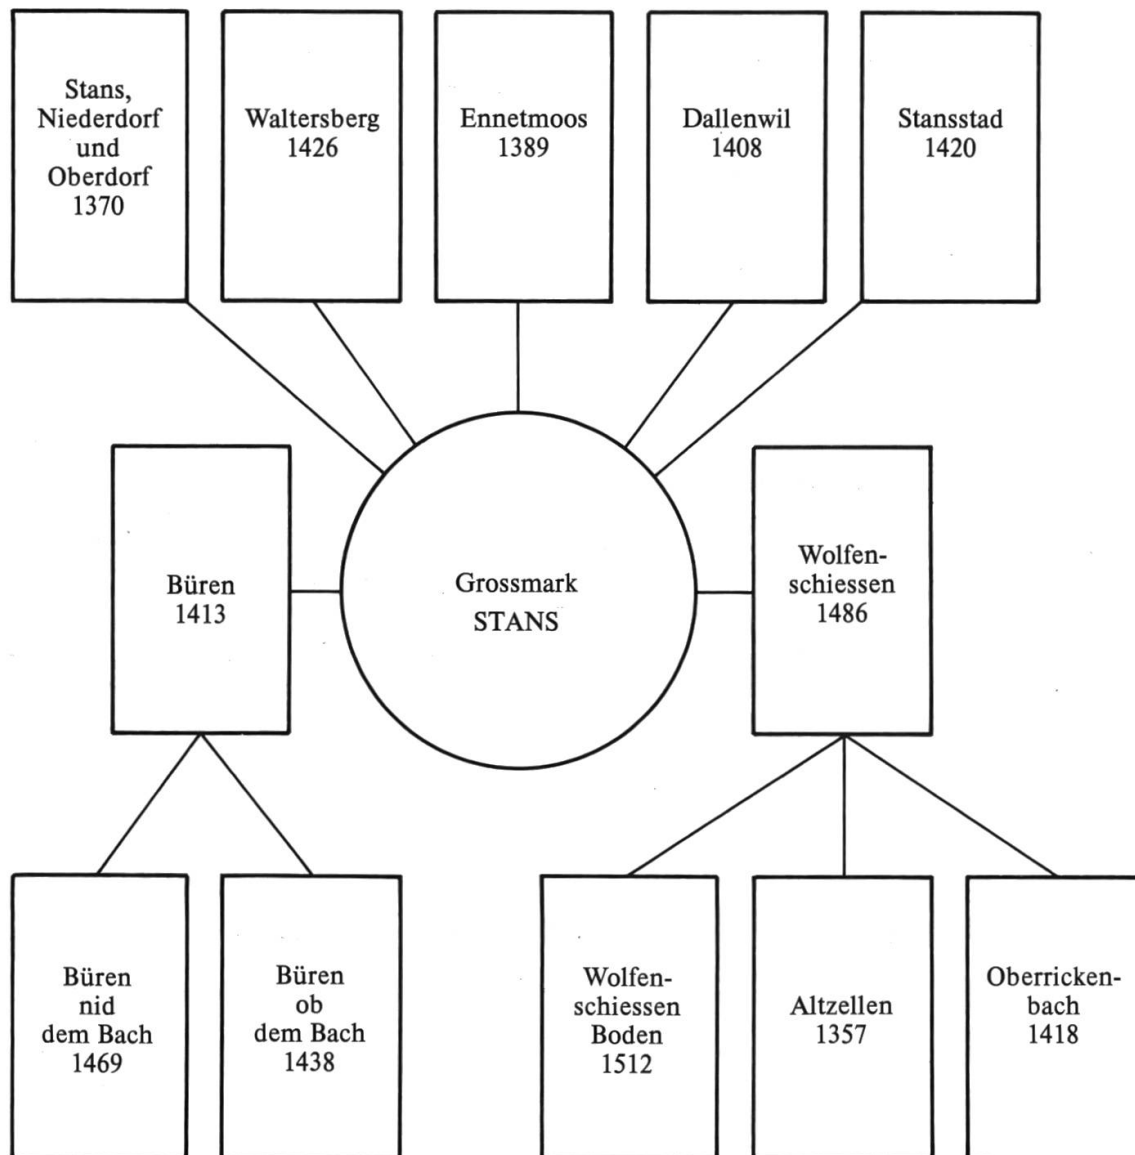 Stans,
Niederdorf
und
Oberdorf
1370
Waltersberg
1426
Ennetmoos
1389
Dallenwil
1408
Stansstad
1420
Büren
1413
Grossmark
STANS
Wolfen-
schiessen
1486
Büren
nid
dem Bach
1469
Büren
ob
dem Bach
1438
Wolfen-
schiessen
Boden
1512
Altzellen
1357
Oberricken-
bach
1418